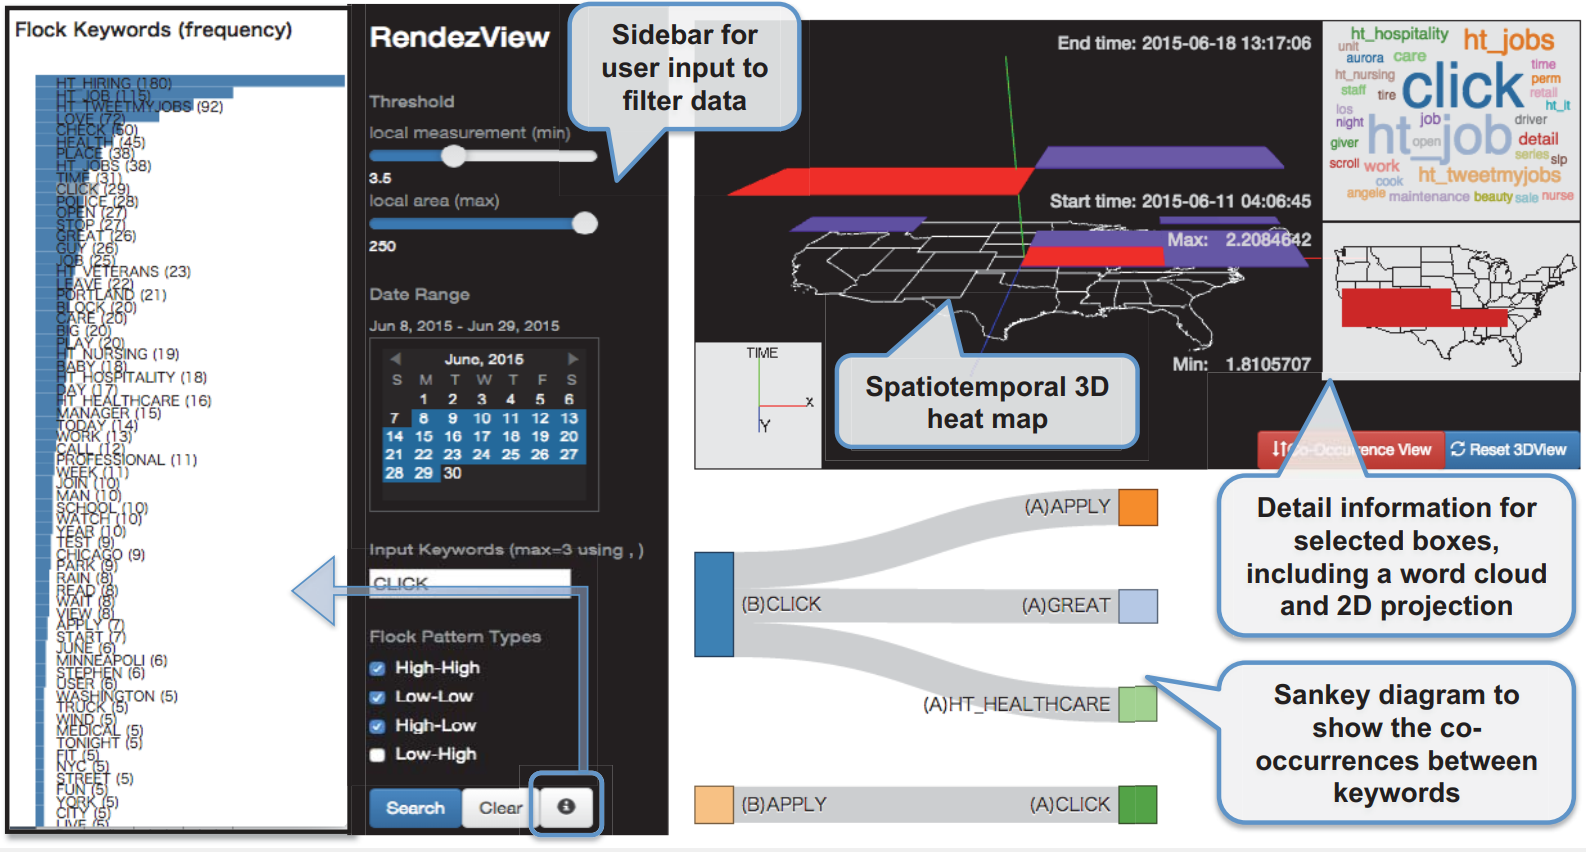 Flock Keywords (frequency)
HT_HIRING (180)
HT_JOB (115)
HT_TWEETMYJOBS (92)
LOVE (72)
CHECK (60)
HEALTH (45)
PLACE (38)
HT_JOBS (38)
TIME (31)
CLICK (29)
POLICE (28)
OPEN (27)
STOP (27)
GREAT (26)
GUY (26)
JOB (25)
HT_VETERANS (23)
LEAVE (22)
PORTLAND (21)
BLOCK (20)
CARE (20)
BIG (20)
PLAY (20)
HT_NURSING (19)
BABY (18)
HT_HOSPITALITY (18)
DAY (17)
HT_HEALTHCARE (16)
MANAGER (15)
TODAY (14)
WORK (13)
CALL (12)
PROFESSIONAL (11)
WEEK (11)
JOIN (10)
MAN (10)
SCHOOL (10)
WATCH (10)
YEAR (10)
TEST (9)
CHICAGO (9)
PARK (9)
RAIN (8)
READ (8)
WAIT (8)
VIEW (8)
APPLY (7)
START (7)
JUNE (6)
MINNEAPOLI (6)
STEPHEN (6)
USER (6)
WASHINGTON (5)
TRUCK (5)
WIND (5)
MEDICAL (5)
TONIGHT (5)
FIT (5)
NYC (5)
STREET (5)
FUN (5)
YORK (5)
CITY (5)
LIVE (5)
RendezView
Threshold
local measurement (min)
3.5
local area (max)
250
Date Range
Jun 8, 2015 - Jun 29, 2015
June, 2015
S M T W T F S
1 2 3 4 5 6
7 8 9 10 11 12 13
14 15 16 17 18 19 20
21 22 23 24 25 26 27
28 29 30
Input Keywords (max=3 using , )
CLICK
Flock Pattern Types
High-High
Low-Low
High-Low
Low-High
Search Clear
Sidebar for
user input to
filter data
End time: 2015-06-18 13:17:06
Start time: 2015-06-11 04:06:45
Max: 2.2084642
Min: 1.8105707
TIME
X
Y
Spatiotemporal 3D
heat map
ht_hospitality
ht_jobs
unit
aurora
care
time
ht_nursing
click
perm
staff
tire
retail
los
ht_it
night
job
driver
giver
ht_job
open
detail
scroll
work
series
slp
cook
ht_tweetmyjobs
angele
maintenance
beauty
sale
nurse
Co-Occurrence View
Reset 3DView
Detail information for
selected boxes,
including a word cloud
and 2D projection
(A)APPLY
(B)CLICK
(A)GREAT
(A)HT_HEALTHCARE
(B)APPLY
(A)CLICK
Sankey diagram to
show the co-
occurrences between
keywords